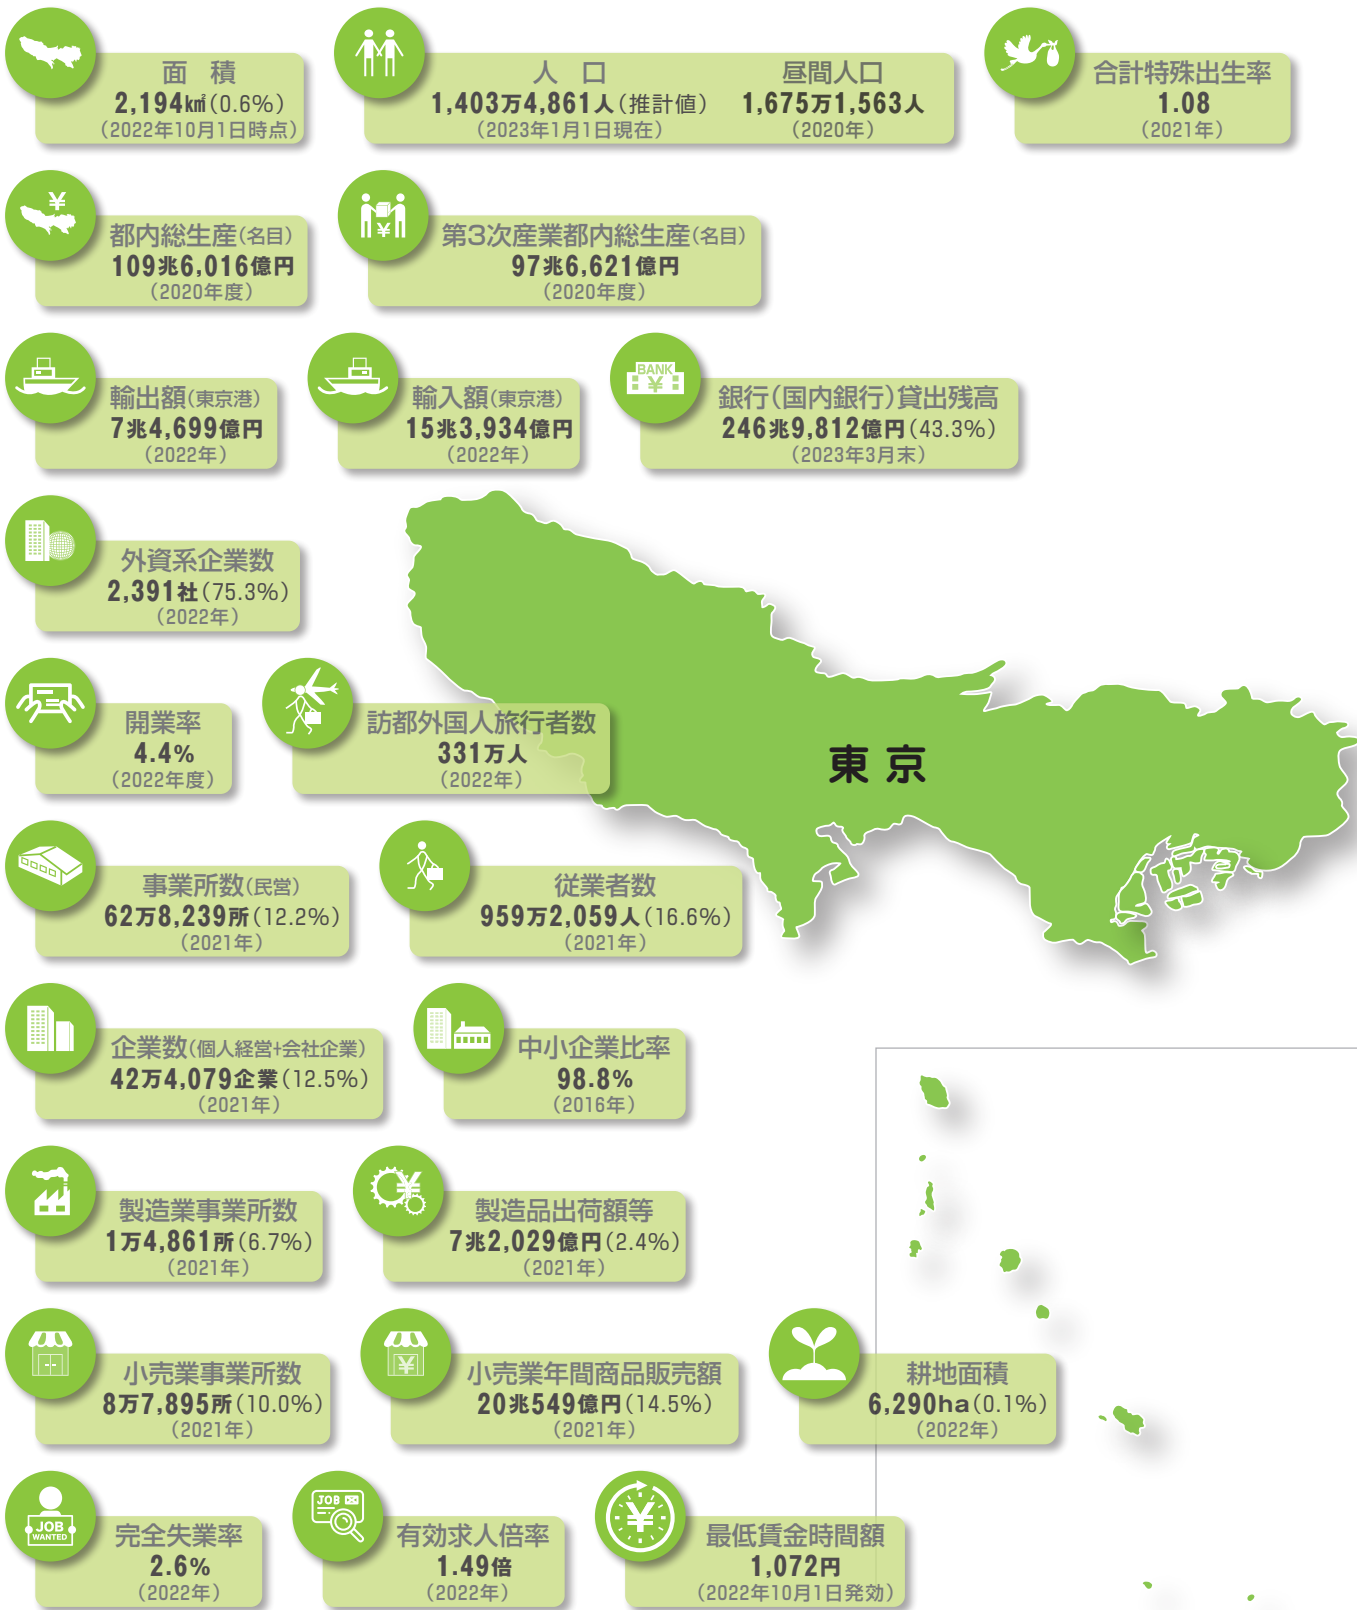 面　積
2,194㎢(0.6%)
(2022年10月1日時点)
人　口
1,403万4,861人(推計値)
(2023年1月1日現在)
昼間人口
1,675万1,563人
(2020年)
合計特殊出生率
1.08
(2021年)
¥
都内総生産(名目)
109兆6,016億円
(2020年度)
¥
第3次産業都内総生産(名目)
97兆6,621億円
(2020年度)
輸出額(東京港)
7兆4,699億円
(2022年)
輸入額(東京港)
15兆3,934億円
(2022年)
BANK
¥
銀行(国内銀行)貸出残高
246兆9,812億円(43.3%)
(2023年3月末)
外資系企業数
2,391社(75.3%)
(2022年)
開業率
4.4%
(2022年度)
訪都外国人旅行者数
331万人
(2022年)
東京
事業所数(民営)
62万8,239所(12.2%)
(2021年)
従業者数
959万2,059人(16.6%)
(2021年)
企業数(個人経営+会社企業)
42万4,079企業(12.5%)
(2021年)
中小企業比率
98.8%
(2016年)
製造業事業所数
1万4,861所(6.7%)
(2021年)
¥
製造品出荷額等
7兆2,029億円(2.4%)
(2021年)
小売業事業所数
8万7,895所(10.0%)
(2021年)
¥
小売業年間商品販売額
20兆549億円(14.5%)
(2021年)
耕地面積
6,290ha(0.1%)
(2022年)
JOB
WANTED
完全失業率
2.6%
(2022年)
JOB
有効求人倍率
1.49倍
(2022年)
¥
最低賃金時間額
1,072円
(2022年10月1日発効)